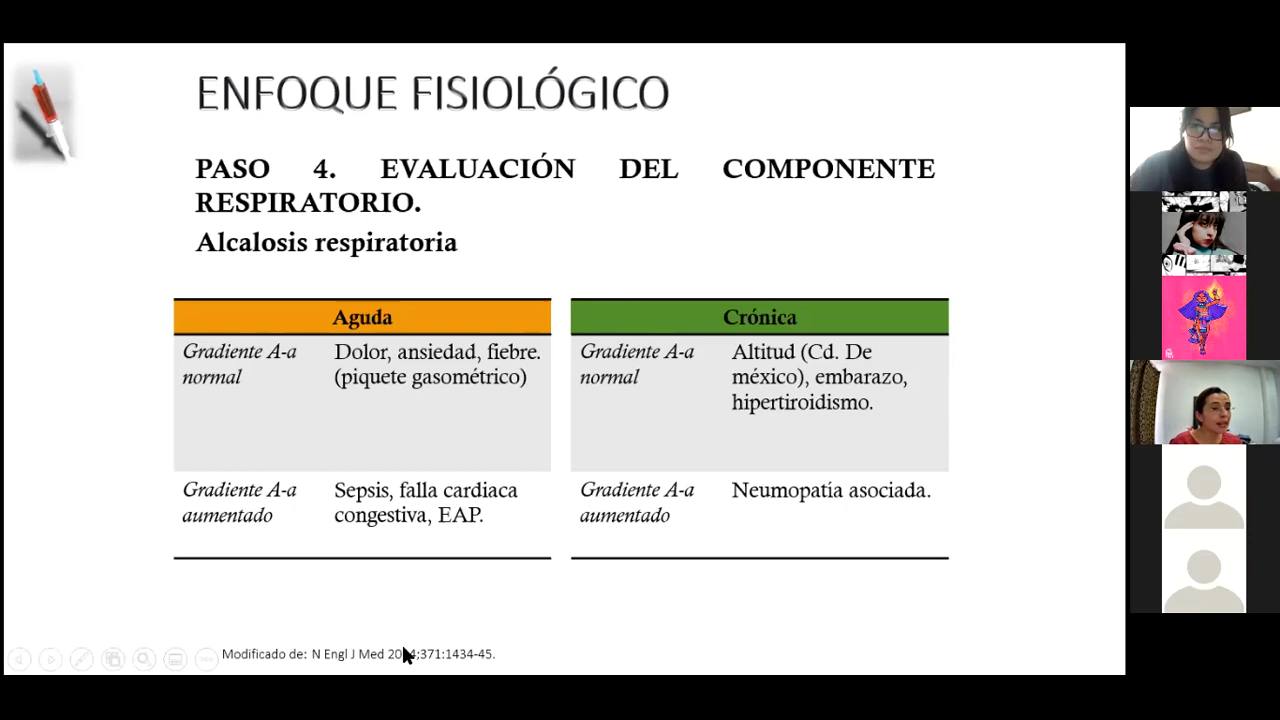 ENFOQUE FISIOLÓGICO
PASO 4. EVALUACIÓN DEL COMPONENTE
RESPIRATORIO.
Alcalosis respiratoria
Aguda
Gradiente A-a normal
Dolor, ansiedad, fiebre.
(piquete gasométrico)
Gradiente A-a aumentado
Sepsis, falla cardiaca
congestiva, EAP.
Crónica
Gradiente A-a normal
Altitud (Cd. De
méxico), embarazo,
hipertiroidismo.
Gradiente A-a aumentado
Neumopatía asociada.
Modificado de: N Engl J Med ;371:1434-45.